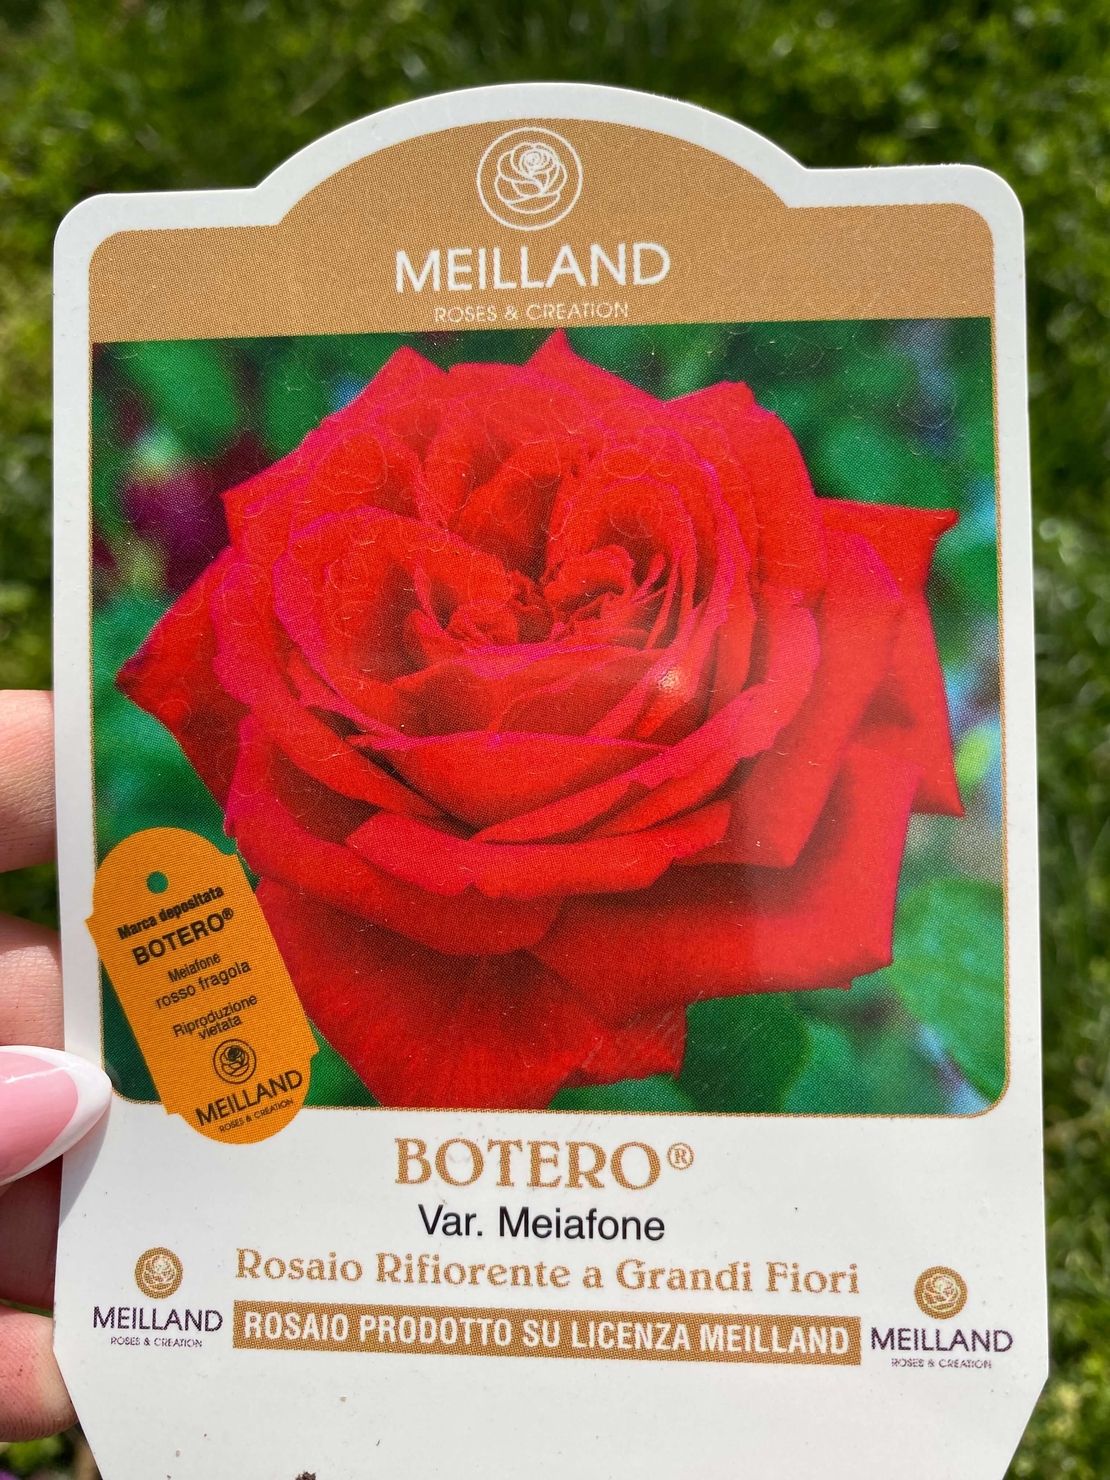 MEILLAND
ROSES & CREATION
Marca depositata
BOTERO®
Meiafone
rosso fragola
Riproduzione
vietata
MEILLAND
ROSES & CREATION
BOTERO®
Var. Meiafone
Rosaio Rifiorente a Grandi Fiori
MEILLAND
ROSES & CREATION
ROSAIO PRODOTTO SU LICENZA MEILLAND
MEILLAND
ROSES & CREATION